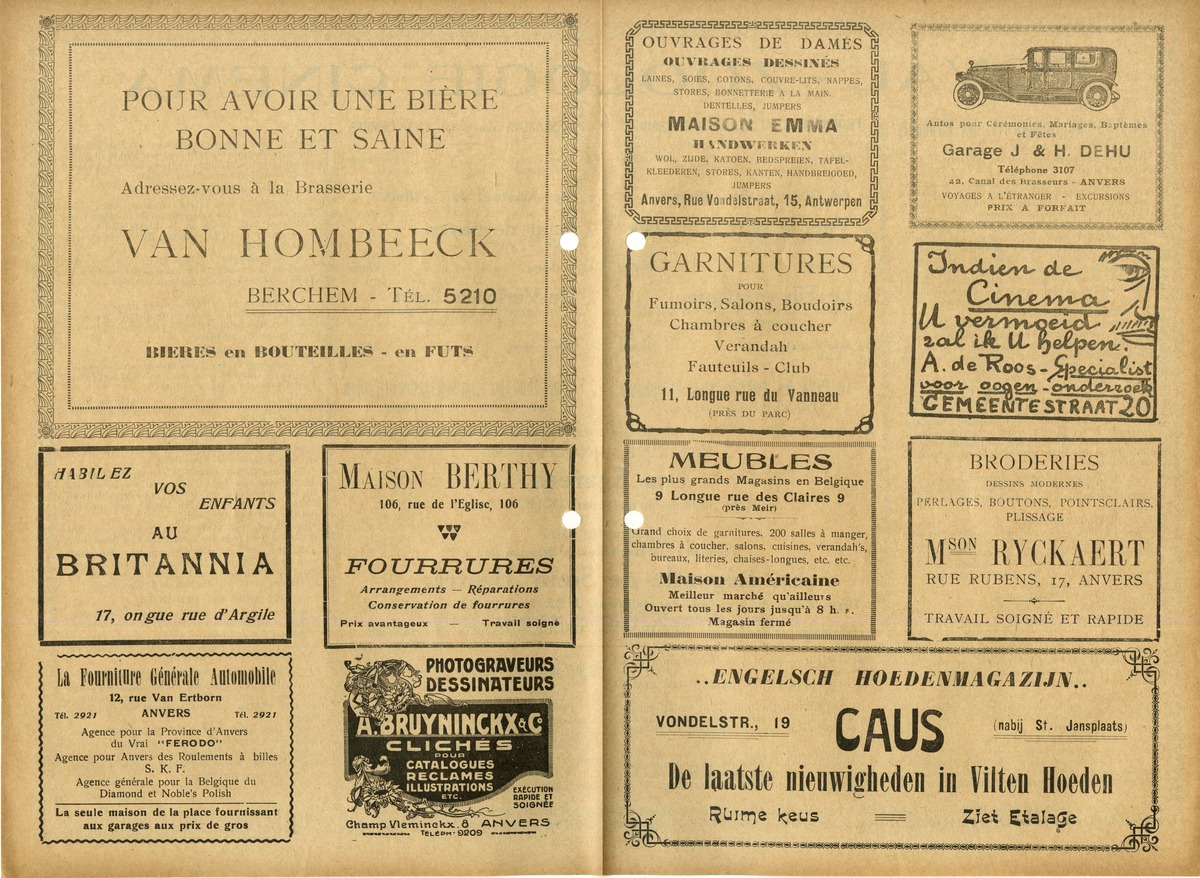 POUR AVOIR UNE BIÈRE
BONNE ET SAINE
Adressez-vous à la Brasserie
VAN HOMBEECK
BERCHEM - TÉL. 5210
BIERES en BOUTEILLES - en FUTS
HABILEZ
VOS
ENFANTS
AU
BRITANNIA
17, ongue rue d'Argile
MAISON BERTHY
106, rue de l'Eglise, 106
FOURRURES
Arrangements — Réparations
Conservation de fourrures
Prix avantageux — Travail soigné
La Fourniture Générale Automobile
12, rue Van Ertborn
Tél. 2921 ANVERS Tél. 2921
Agence pour la Province d'Anvers
du Vrai "FERODO"
Agence pour Anvers des Roulements à billes
S. K. F.
Agence générale pour la Belgique du
Diamond et Noble's Polish
La seule maison de la place fournissant
aux garages aux prix de gros
PHOTOGRAVEURS
DESSINATEURS
A. BRUYNINCKX & Co
CLICHÉS
POUR
CATALOGUES
RECLAMES
ILLUSTRATIONS
ETC.
EXÉCUTION
RAPIDE ET
SOIGNÉE
Champ Vleminckx. 8 ANVERS
TÉLÉPH. 9209
OUVRAGES DE DAMES
OUVRAGES DESSINÉS
LAINES, SOIES, COTONS, COUVRE-LITS, NAPPES,
STORES, BONNETTERIE A LA MAIN.
DENTELLES, JUMPERS
MAISON EMMA
HANDWERKEN
WOL, ZIJDE, KATOEN, BEDSPREIEN, TAFEL-
KLEEDEREN, STORES, KANTEN, HANDBREIGOED,
JUMPERS
Anvers, Rue Vondelstraat, 15, Antwerpen
Autos pour Cérémonies, Mariages, Baptèmes
et Fêtes
Garage J & H. DEHU
Téléphone 3107
42, Canal des Brasseurs - ANVERS
VOYAGES A L'ÉTRANGER - EXCURSIONS
PRIX A FORFAIT
GARNITURES
POUR
Fumoirs, Salons, Boudoirs
Chambres à coucher
Verandah
Fauteuils - Club
11, Longue rue du Vanneau
(PRÈS DU PARC)
Indien de
Cinema
U vermoeid
zal ik U helpen.
A. de Roos - Specialist
voor oogen - onderzoek
GEMEENTESTRAAT 20
MEUBLES
Les plus grands Magasins en Belgique
9 Longue rue des Claires 9
(près Meir)
Grand choix de garnitures. 200 salles à manger,
chambres à coucher, salons, cuisines, verandah's,
bureaux, literies, chaises-longues, etc. etc.
Maison Américaine
Meilleur marché qu'ailleurs
Ouvert tous les jours jusqu'à 8 h. s.
Magasin fermé
BRODERIES
DESSINS MODERNES
PERLAGES, BOUTONS, POINTSCLAIRS,
PLISSAGE
MSON RYCKAERT
RUE RUBENS, 17, ANVERS
TRAVAIL SOIGNÉ ET RAPIDE
..ENGELSCH HOEDENMAGAZIJN..
VONDELSTR., 19 CAUS (nabij St. Jansplaats)
De laatste nieuwigheden in Vilten Hoeden
Ruime keus Ziet Etalage